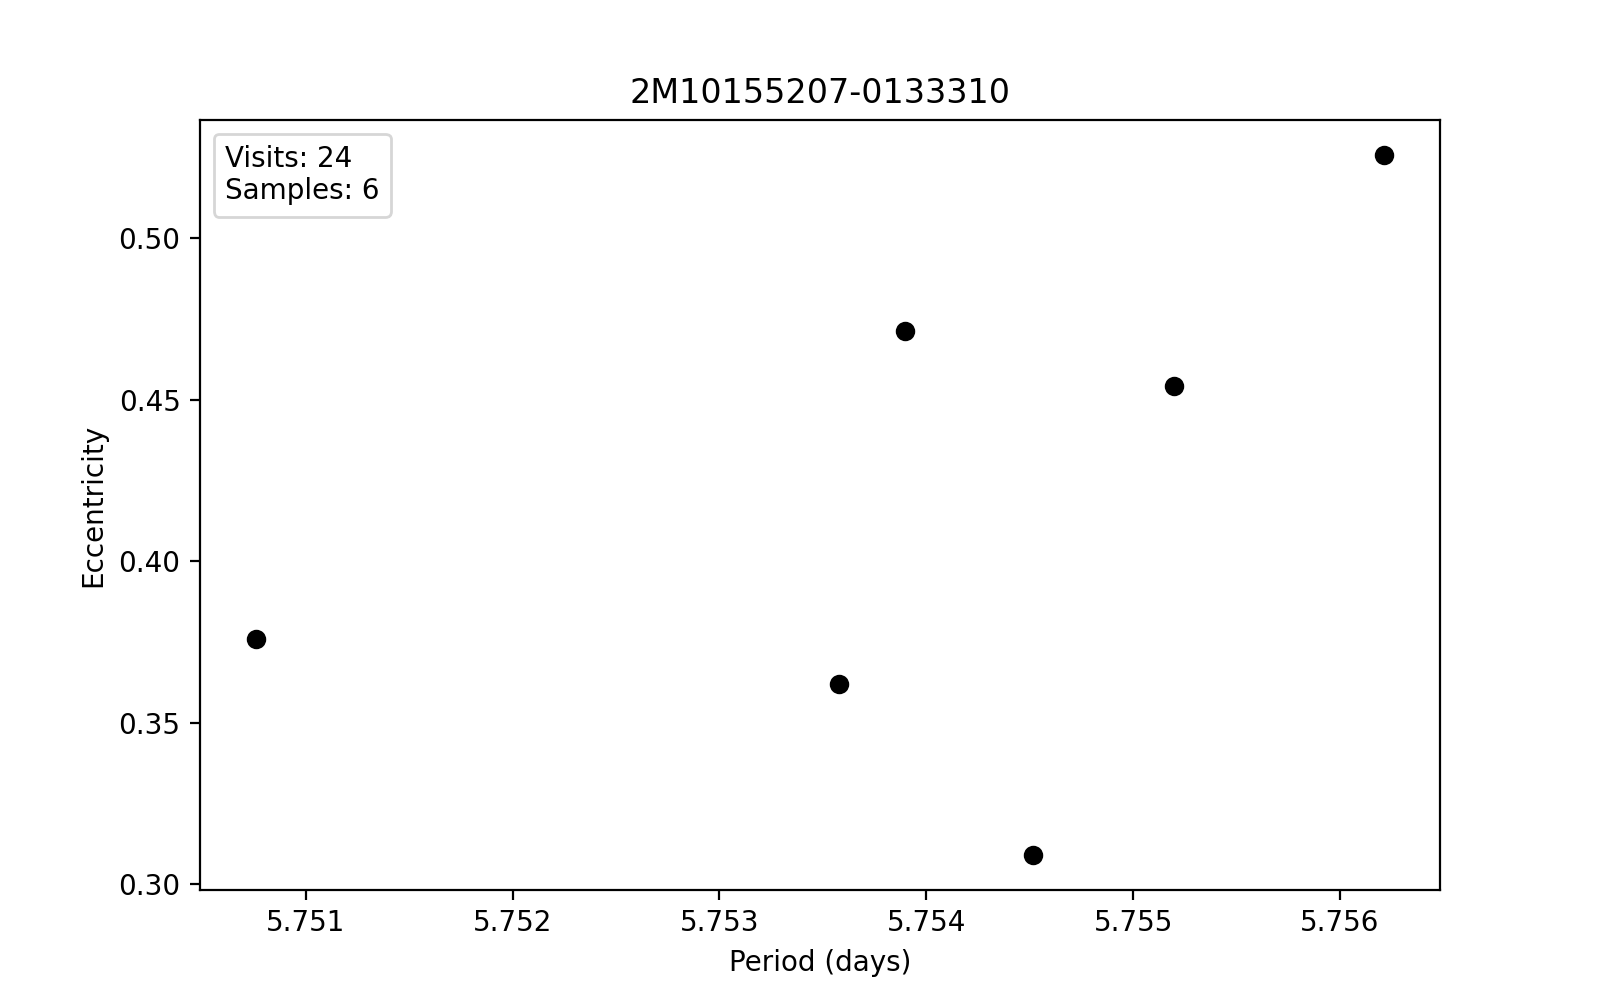 2M10155207-0133310
Visits: 24
Samples: 6
Eccentricity
0.50
0.45
0.40
0.35
0.30
5.751 5.752 5.753 5.754 5.755 5.756
Period (days)